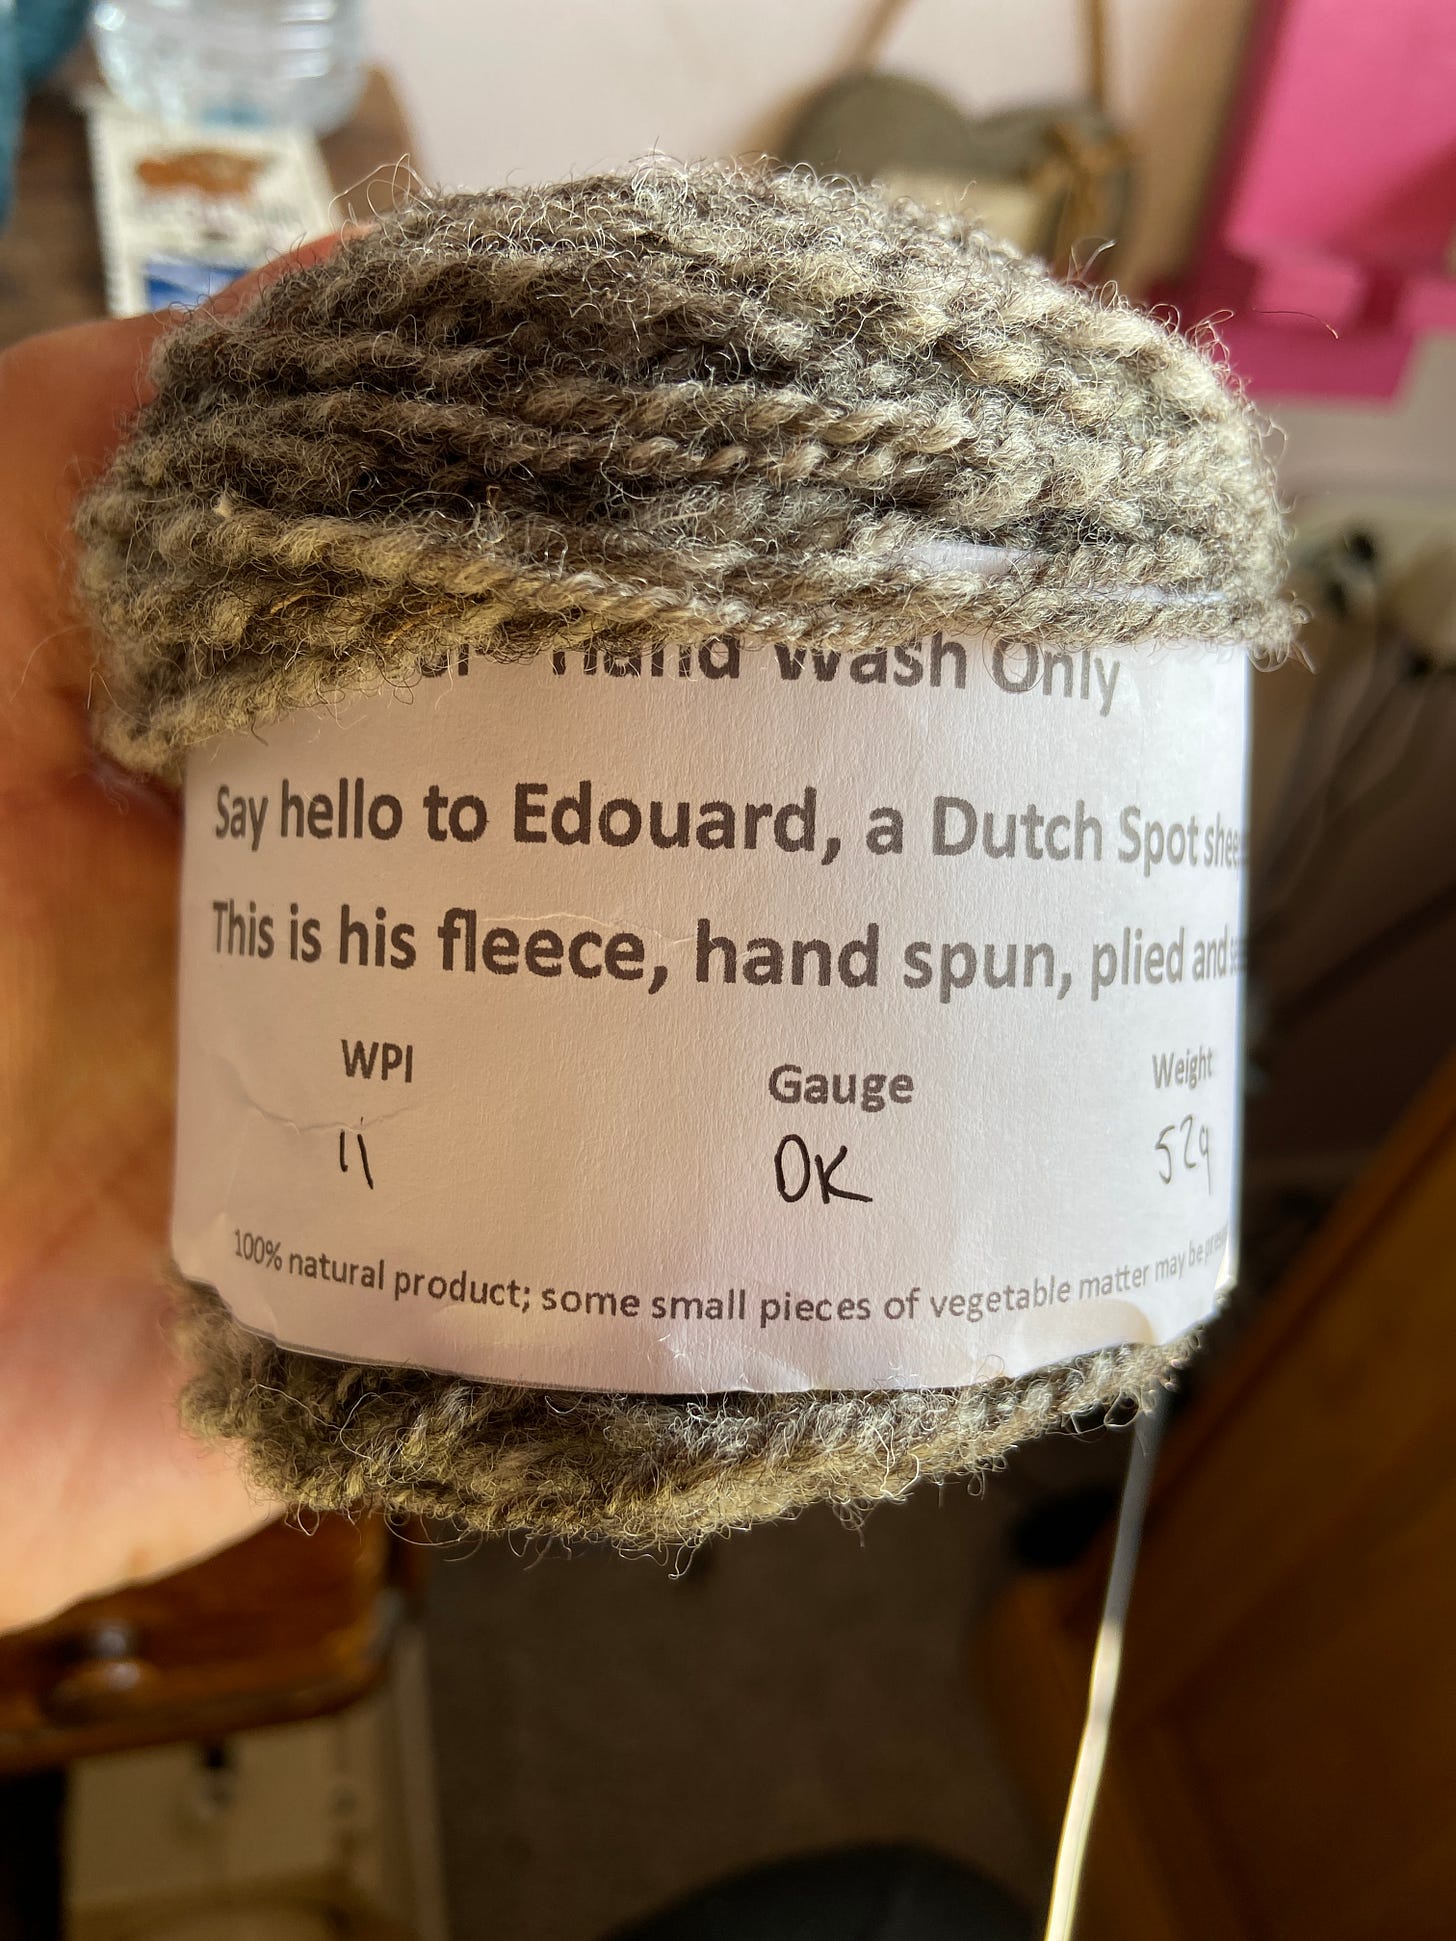 Hand Wash Only
Say hello to Edouard, a Dutch Spot
This is his fleece, hand spun, plied and
WPI Gauge Weight
11 DK 52g
100% natural product; some small pieces of vegetable matter may be